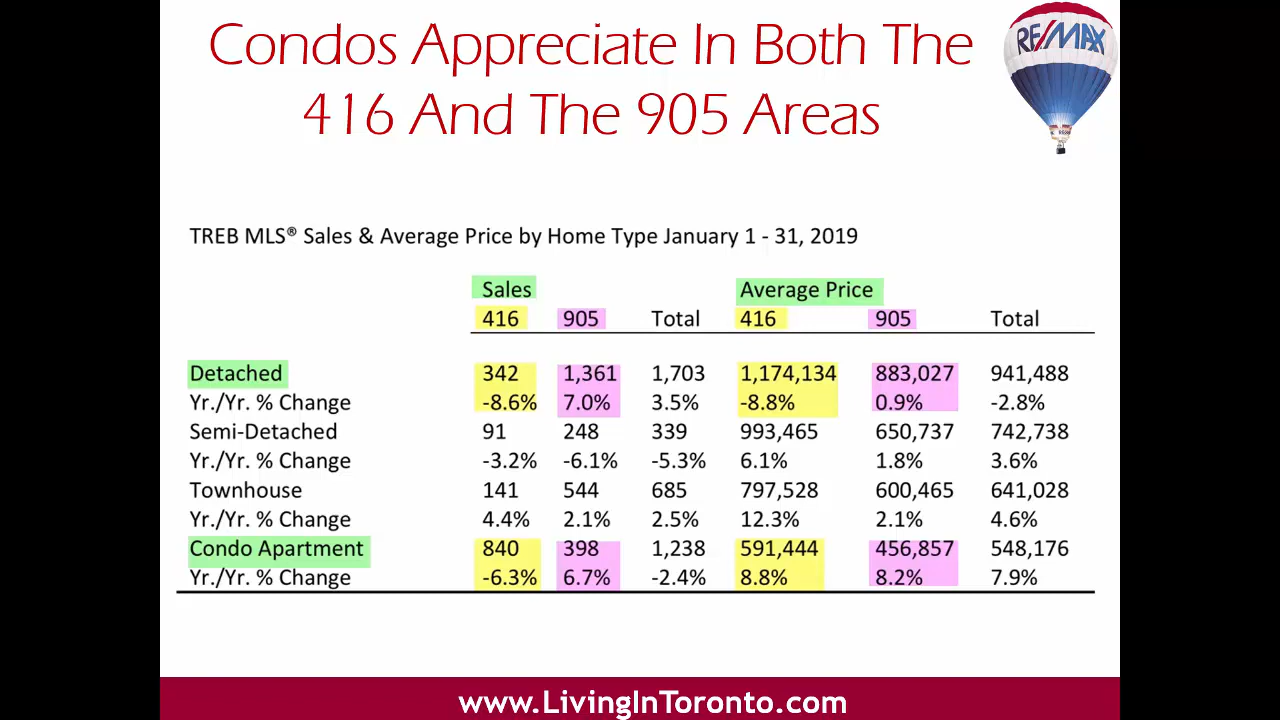 Condos Appreciate In Both The
416 And The 905 Areas
RE/MAX
TREB MLS® Sales & Average Price by Home Type January 1 - 31, 2019
Sales Average Price
416 905 Total 416 905 Total
Detached 342 1,361 1,703 1,174,134 883,027 941,488
Yr./Yr. % Change -8.6% 7.0% 3.5% -8.8% 0.9% -2.8%
Semi-Detached 91 248 339 993,465 650,737 742,738
Yr./Yr. % Change -3.2% -6.1% -5.3% 6.1% 1.8% 3.6%
Townhouse 141 544 685 797,528 600,465 641,028
Yr./Yr. % Change 4.4% 2.1% 2.5% 12.3% 2.1% 4.6%
Condo Apartment 840 398 1,238 591,444 456,857 548,176
Yr./Yr. % Change -6.3% 6.7% -2.4% 8.8% 8.2% 7.9%
www.LivingInToronto.com